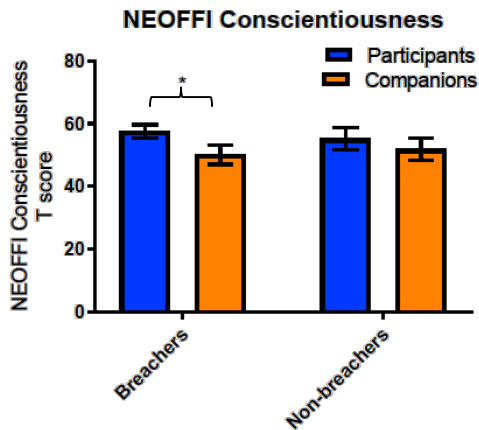 NEOFFI Conscientiousness
Participants
Companions
NEOFFI Conscientiousness
T score
80
60
40
20
0
*
Breachers
Non-breachers